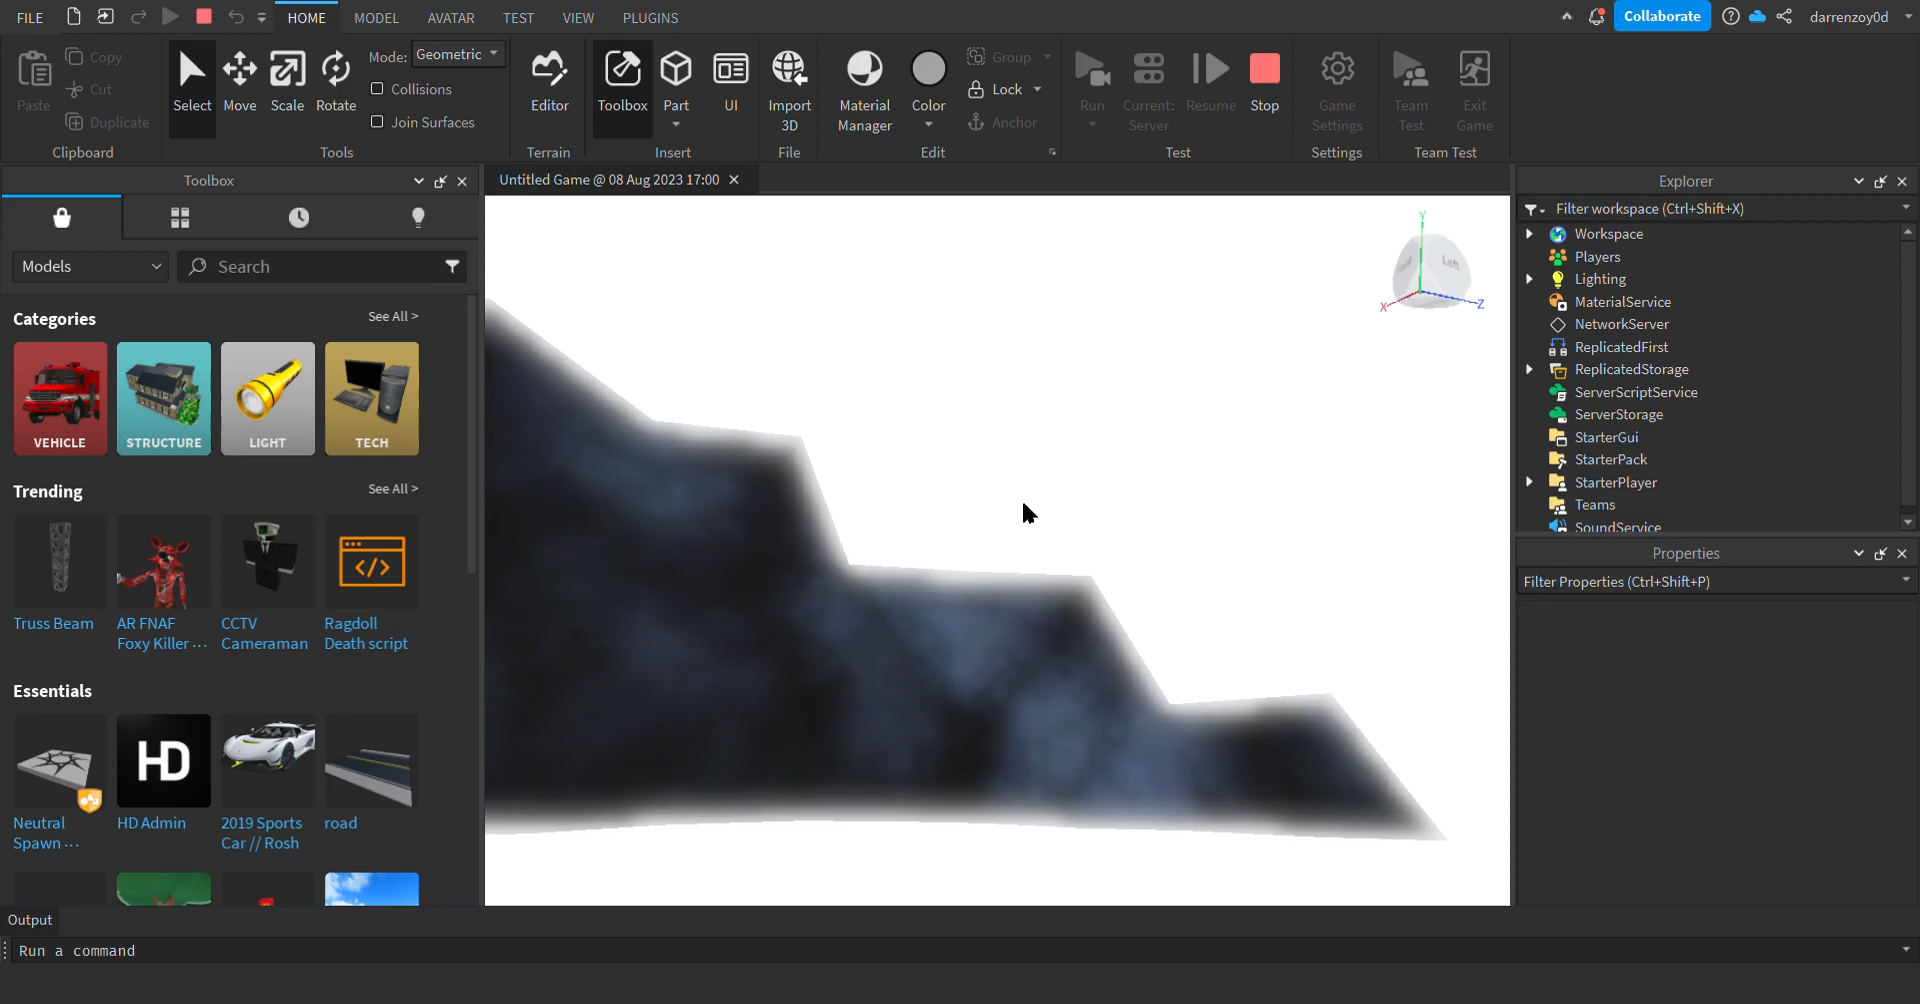 FILE HOME MODEL AVATAR TEST VIEW PLUGINS Collaborate darrenzoy0d
Paste Copy Cut Duplicate
Clipboard
Select Move Scale Rotate
Mode: Geometric
Collisions
Join Surfaces
Tools
Editor
Terrain
Toolbox Part UI
Insert
Import
3D
File
Material
Manager
Color
Group
Lock
Anchor
Edit
Run
Current:
Server
Resume
Stop
Test
Game
Settings
Settings
Team
Test
Exit
Game
Team Test
Toolbox
Models
Search
Categories See All >
VEHICLE STRUCTURE LIGHT TECH
Trending See All >
Truss Beam
AR FNAF
Foxy Killer ...
CCTV
Cameraman
Ragdoll
Death script
Essentials
HD
Neutral
Spawn ...
HD Admin
2019 Sports
Car // Rosh
road
Untitled Game @ 08 Aug 2023 17:00
Y
Left
X
Z
Explorer
Filter workspace (Ctrl+Shift+X)
Workspace
Players
Lighting
MaterialService
NetworkServer
ReplicatedFirst
ReplicatedStorage
ServerScriptService
ServerStorage
StarterGui
StarterPack
StarterPlayer
Teams
SoundService
Properties
Filter Properties (Ctrl+Shift+P)
Output
Run a command